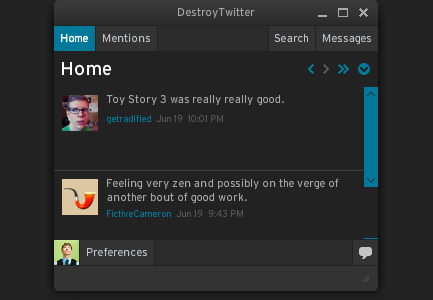 DestroyTwitter
Home Mentions Search Messages
Home
Toy Story 3 was really really good.
getradified Jun 19 10:01 PM
Feeling very zen and possibly on the verge of
another bout of good work.
FictiveCameron Jun 19 9:43 PM
Preferences